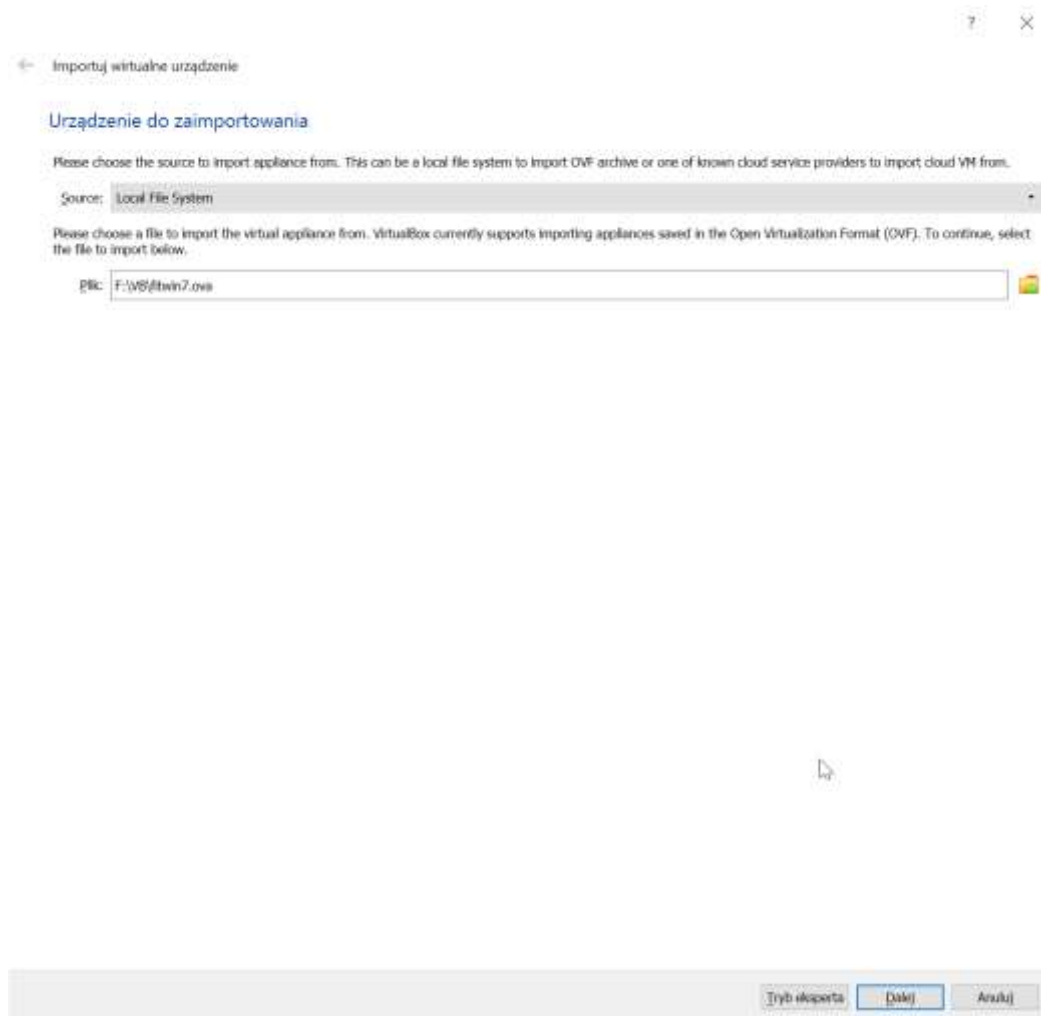 ?
Importuj wirtualne urządzenie
Urządzenie do zaimportowania
Please choose the source to import appliance from. This can be a local file system to import OVF archive or one of known cloud service providers to import cloud VM from.
Source: Local File System
Please choose a file to import the virtual appliance from. VirtualBox currently supports importing appliances saved in the Open Virtualization Format (OVF). To continue, select
the file to import below.
Plik:
Tryb eksperta Dalej Anuluj